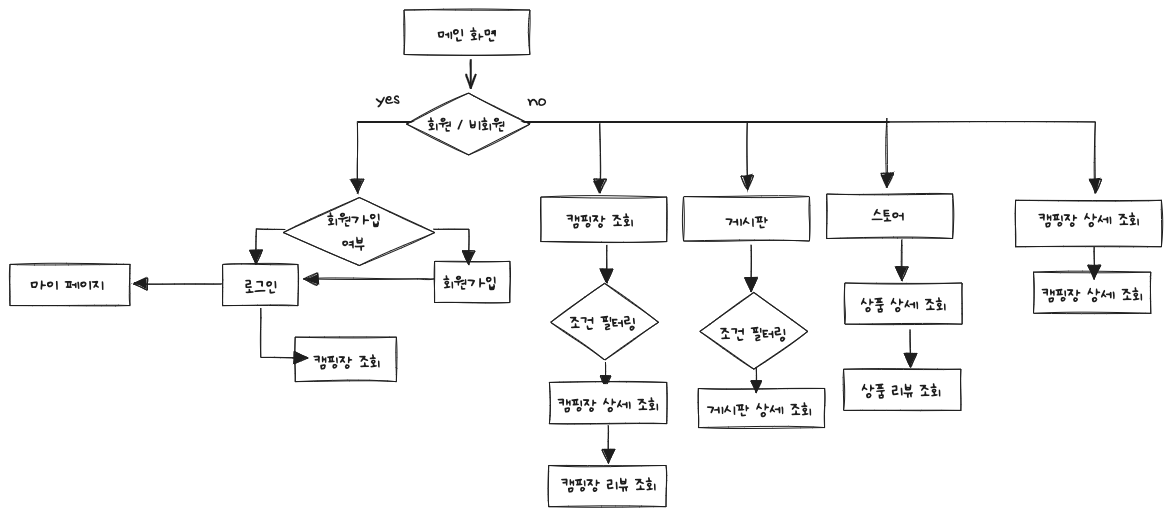 메인 화면
yes
no
회원 / 비회원
회원가입
여부
캠핑장 조회
게시판
스토어
캠핑장 상세 조회
마이 페이지
로그인
회원가입
캠핑장 조회
조건 필터링
조건 필터링
상품 상세 조회
캠핑장 상세 조회
캠핑장 상세 조회
게시판 상세 조회
상품 리뷰 조회
캠핑장 리뷰 조회